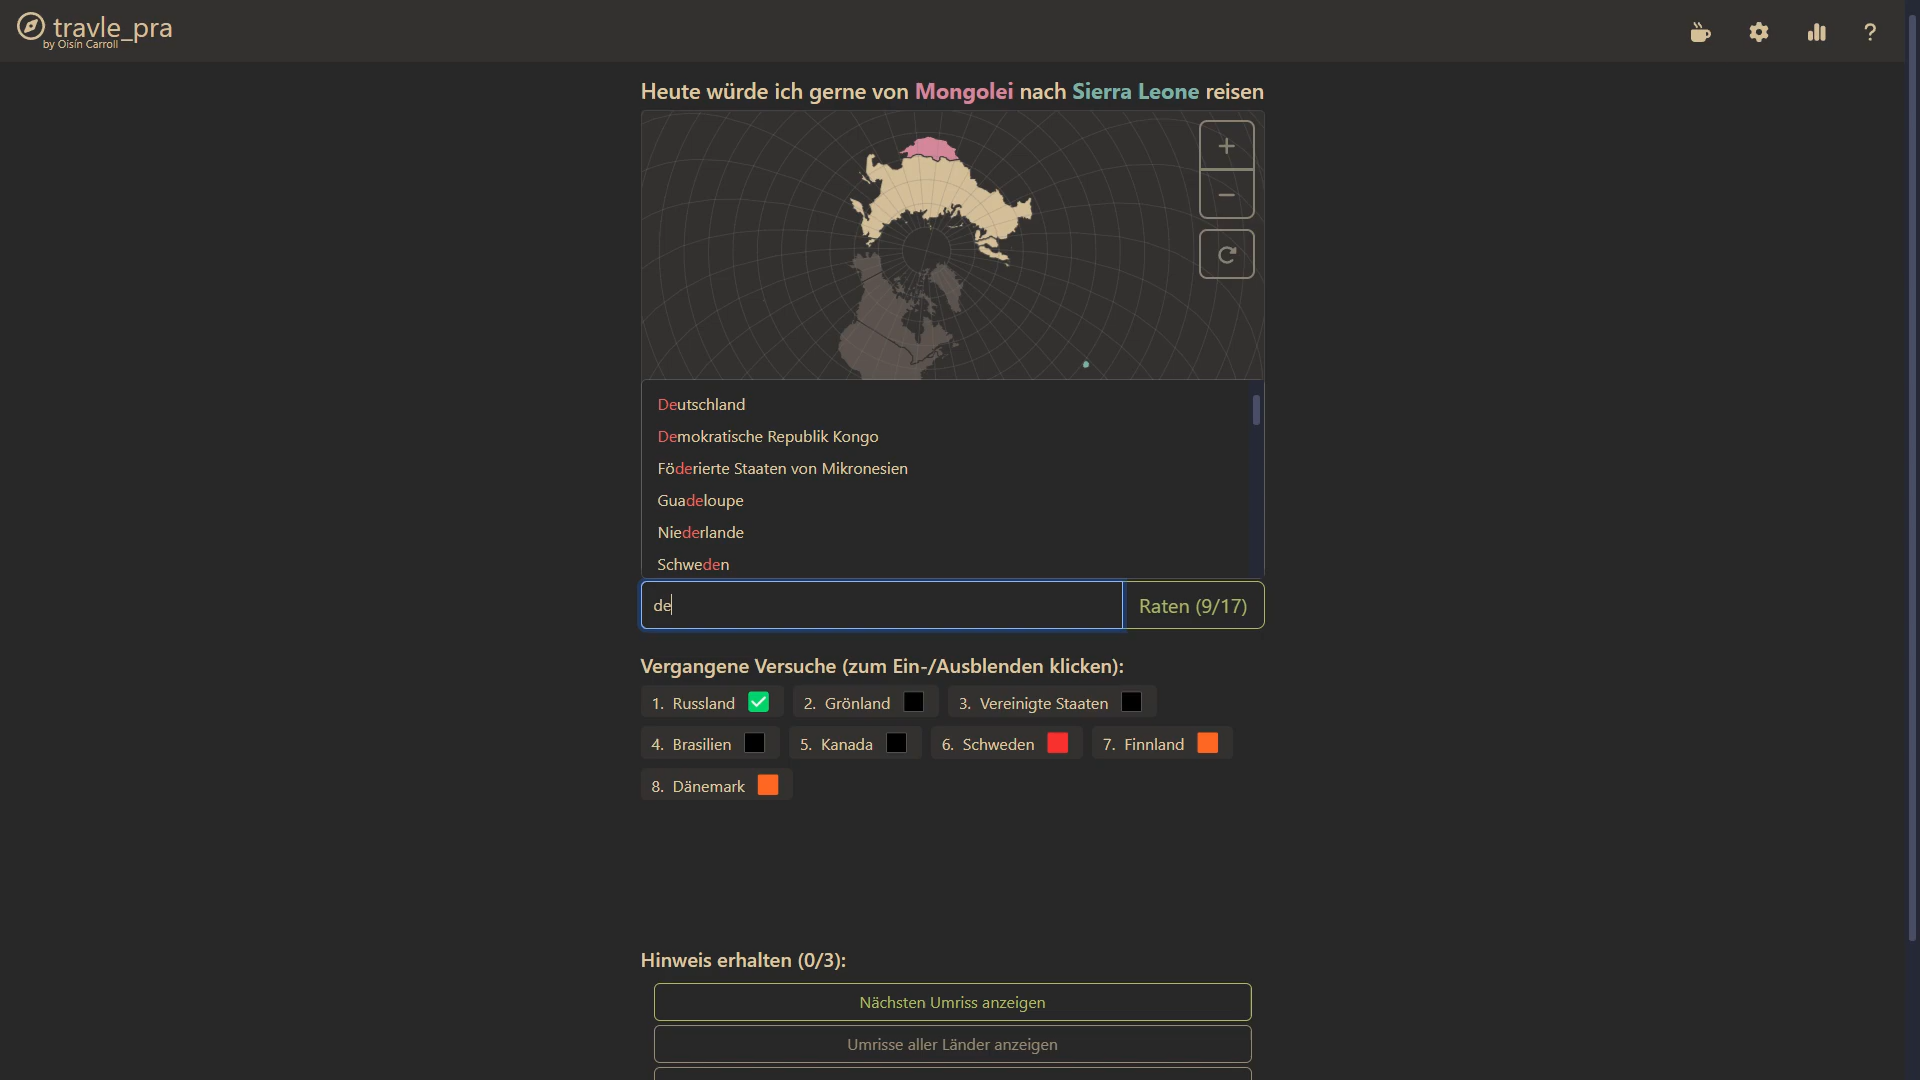 travle_pra
by Oisín Carroll
?
Heute würde ich gerne von Mongolei nach Sierra Leone reisen
+
−
Deutschland
Demokratische Republik Kongo
Föderierte Staaten von Mikronesien
Guadeloupe
Niederlande
Schweden
de
Raten (9/17)
Vergangene Versuche (zum Ein-/Ausblenden klicken):
1. Russland
2. Grönland
3. Vereinigte Staaten
4. Brasilien
5. Kanada
6. Schweden
7. Finnland
8. Dänemark
Hinweis erhalten (0/3):
Nächsten Umriss anzeigen
Umrisse aller Länder anzeigen